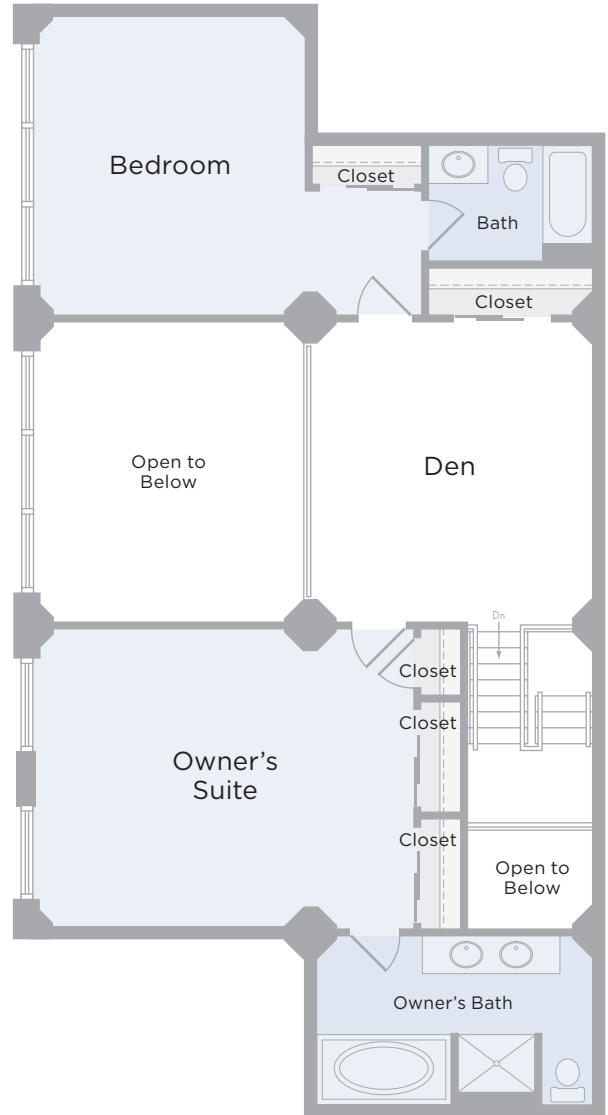 Bedroom
Closet
Bath
Closet
Open to
Below
Den
Dn
Closet
Closet
Owner's
Suite
Closet
Open to
Below
Owner's Bath